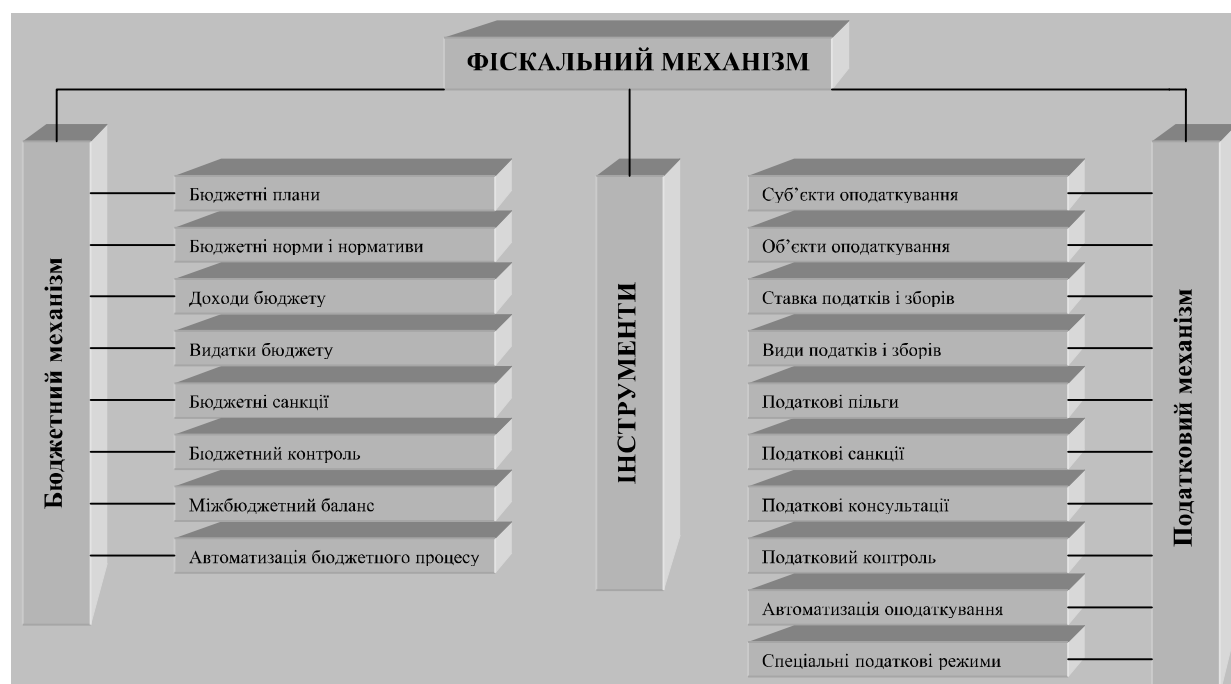 ФІСКАЛЬНИЙ МЕХАНІЗМ
Бюджетний механізм
Бюджетні плани
Бюджетні норми і нормативи
Доходи бюджету
Видатки бюджету
Бюджетні санкції
Бюджетний контроль
Міжбюджетний баланс
Автоматизація бюджетного процесу
ІНСТРУМЕНТИ
Суб’єкти оподаткування
Об’єкти оподаткування
Ставка податків і зборів
Види податків і зборів
Податкові пільги
Податкові санкції
Податкові консультації
Податковий контроль
Автоматизація оподаткування
Спеціальні податкові режими
Податковий механізм